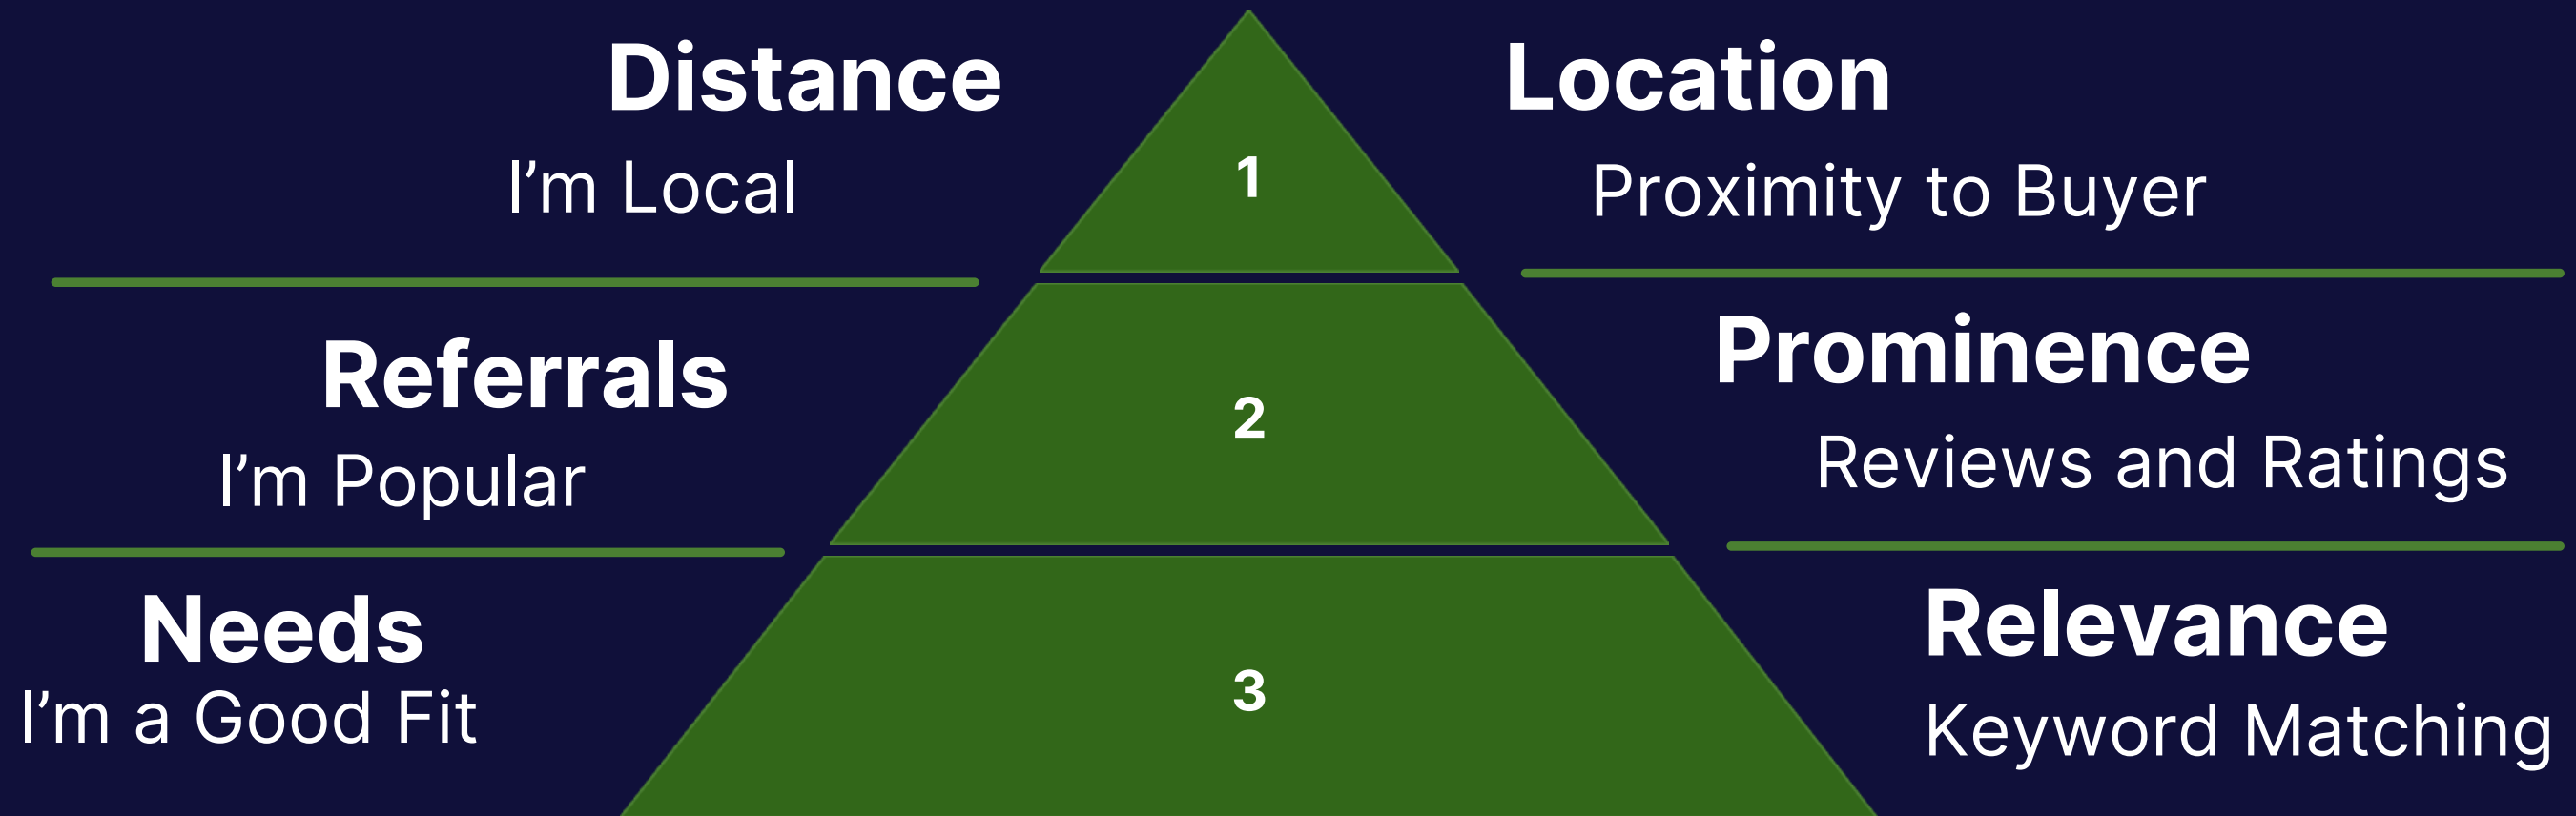 Distance
I’m Local
1
Location
Proximity to Buyer
Referrals
I’m Popular
2
Prominence
Reviews and Ratings
Needs
I’m a Good Fit
3
Relevance
Keyword Matching